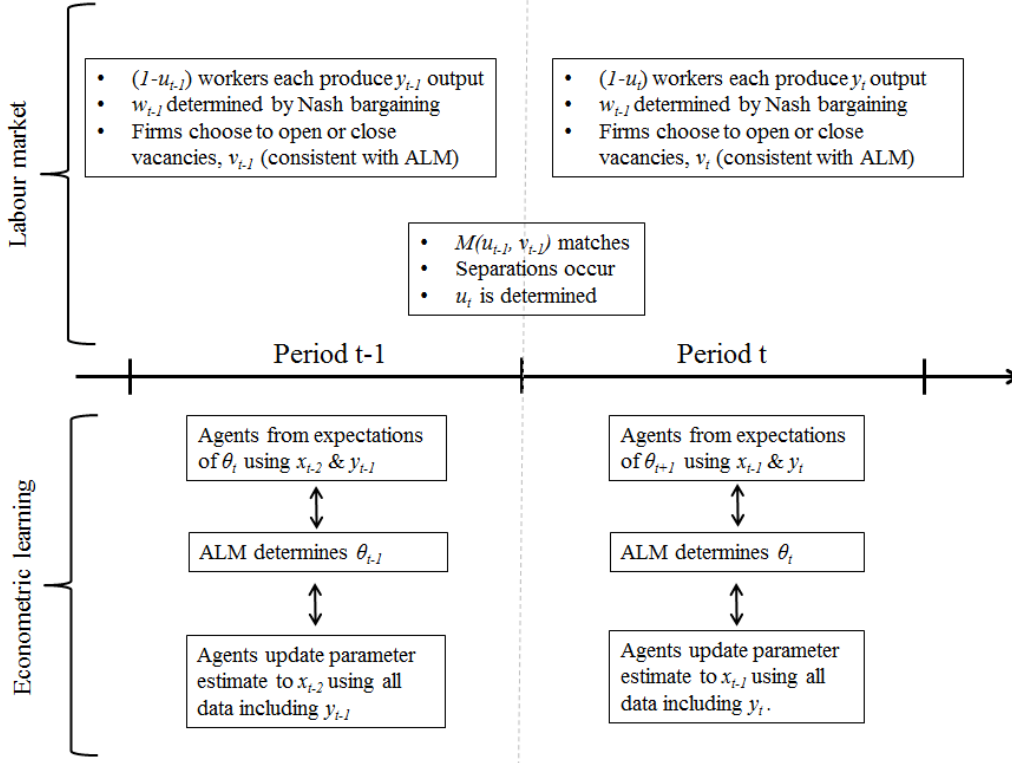 Labour market
• (1-u_{t-1}) workers each produce y_{t-1} output
• w_{t-1} determined by Nash bargaining
• Firms choose to open or close
vacancies, v_{t-1} (consistent with ALM)
• (1-u_t) workers each produce y_t output
• w_{t-1} determined by Nash bargaining
• Firms choose to open or close
vacancies, v_t (consistent with ALM)
• M(u_{t-1}, v_{t-1}) matches
• Separations occur
• u_t is determined
Period t-1
Period t
Econometric learning
Agents from expectations
of θ_t using x_{t-2} & y_{t-1}
ALM determines θ_{t-1}
Agents update parameter
estimate to x_{t-2} using all
data including y_{t-1}
Agents from expectations
of θ_{t+1} using x_{t-1} & y_t
ALM determines θ_t
Agents update parameter
estimate to x_{t-1} using all
data including y_t.